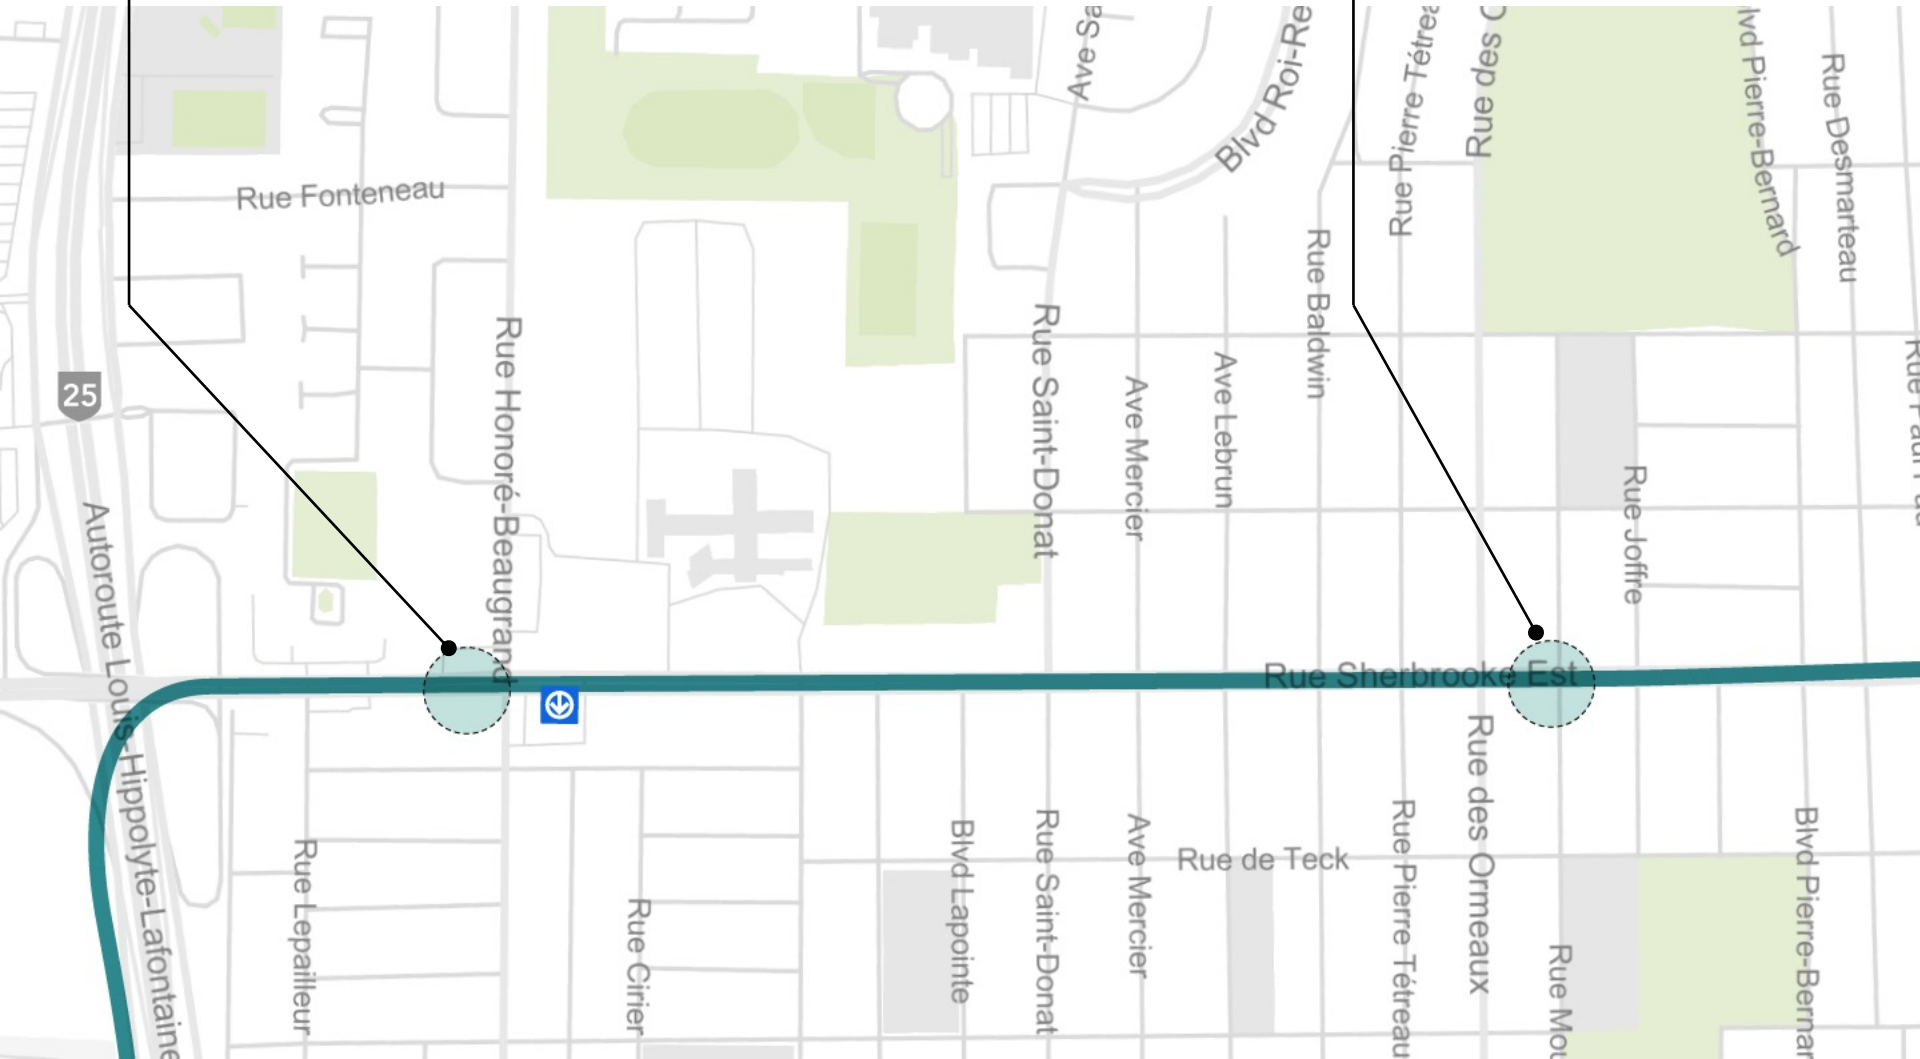 Ave S
Blvd Roi-Re
Rue Pierre Tétre
Rue des O
Blvd Pierre-Bernard
Rue Desmarteau
Rue Fonteneau
Rue Baldwin
25
Rue Honoré-Beaugrand
Rue Saint-Donat
Ave Mercier
Ave Lebrun
Rue Joffre
Autoroute Louis-Hippolyte-Lafontaine
Rue Sherbrooke Est
Rue des Ormeaux
Rue Lepailleur
Rue Cirier
Blvd Lapointe
Rue Saint-Donat
Ave Mercier
Rue de Teck
Rue Pierre Tétreau
Rue Mou
Blvd Pierre-Bernar